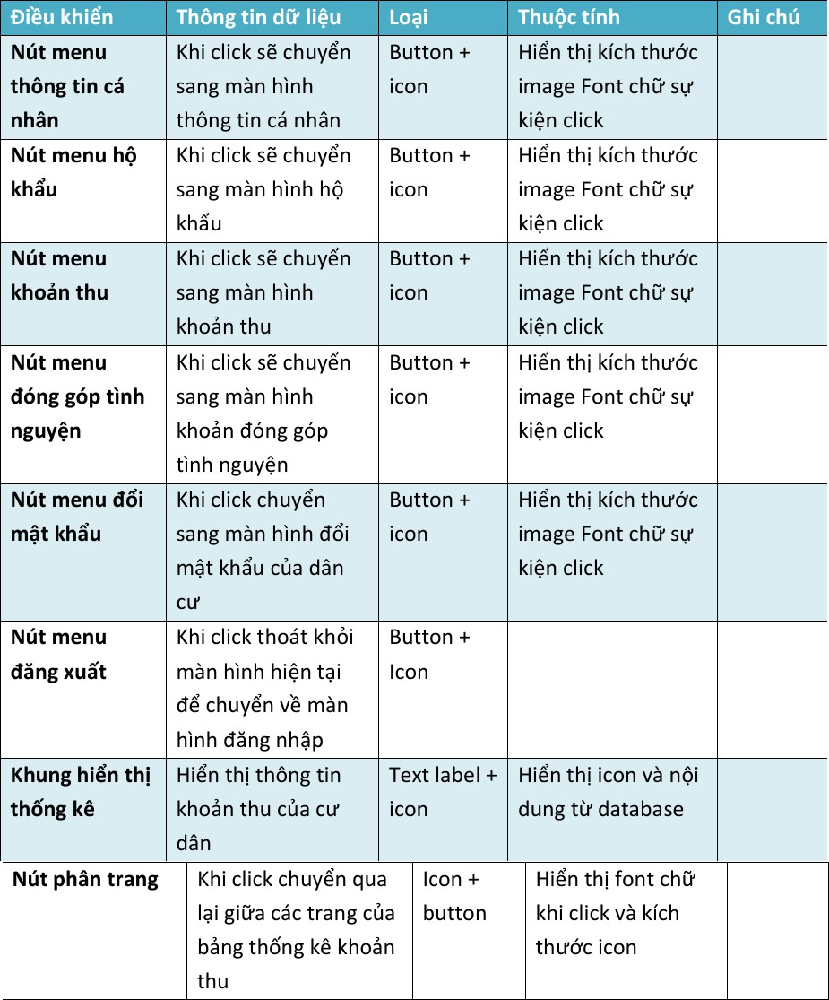 Điều khiển Thông tin dữ liệu Loại Thuộc tính Ghi chú
Nút menu Khi click sẽ chuyển Button + Hiển thị kích thước
thông tin cá sang màn hình icon image Font chữ sự
nhân thông tin cá nhân kiện click
Nút menu hộ Khi click sẽ chuyển Button + Hiển thị kích thước
khẩu sang màn hình hộ icon image Font chữ sự
khẩu kiện click
Nút menu Khi click sẽ chuyển Button + Hiển thị kích thước
khoản thu sang màn hình icon image Font chữ sự
khoản thu kiện click
Nút menu Khi click sẽ chuyển Button + Hiển thị kích thước
đóng góp tình sang màn hình icon image Font chữ sự
nguyện khoản đóng góp kiện click
tình nguyện
Nút menu đổi Khi click chuyển Button + Hiển thị kích thước
mật khẩu sang màn hình đổi icon image Font chữ sự
mật khẩu của dân kiện click
cư
Nút menu Khi click thoát khỏi Button +
đăng xuất màn hình hiện tại Icon
để chuyển về màn
hình đăng nhập
Khung hiển thị Hiển thị thông tin Text label + Hiển thị icon và nội
thống kê khoản thu của cư icon dung từ database
dân
Nút phân trang Khi click chuyển qua Icon + Hiển thị font chữ
lại giữa các trang của button khi click và kích
bảng thống kê khoản thước icon
thu